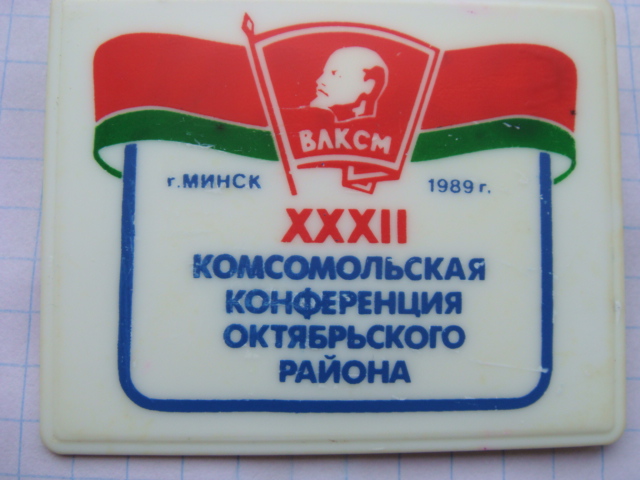 ВЛКСМ
г. МИНСК 1989 г.
XXXII
КОМСОМОЛЬСКАЯ
КОНФЕРЕНЦИЯ
ОКТЯБРЬСКОГО
РАЙОНА